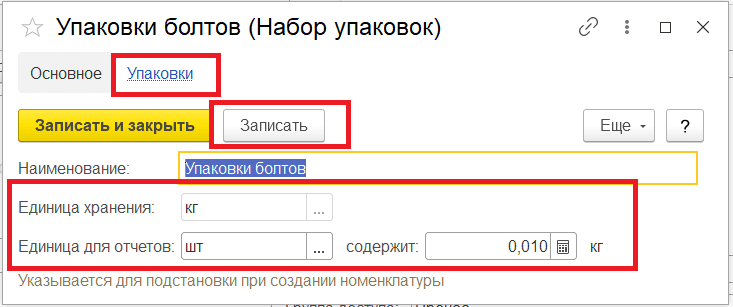 Упаковки болтов (Набор упаковок)
Основное Упаковки
Записать и закрыть Записать Еще ?
Наименование: Упаковки болтов
Единица хранения: кг ...
Единица для отчетов: шт ... содержит: 0,010 кг
Указывается для подстановки при создании номенклатуры